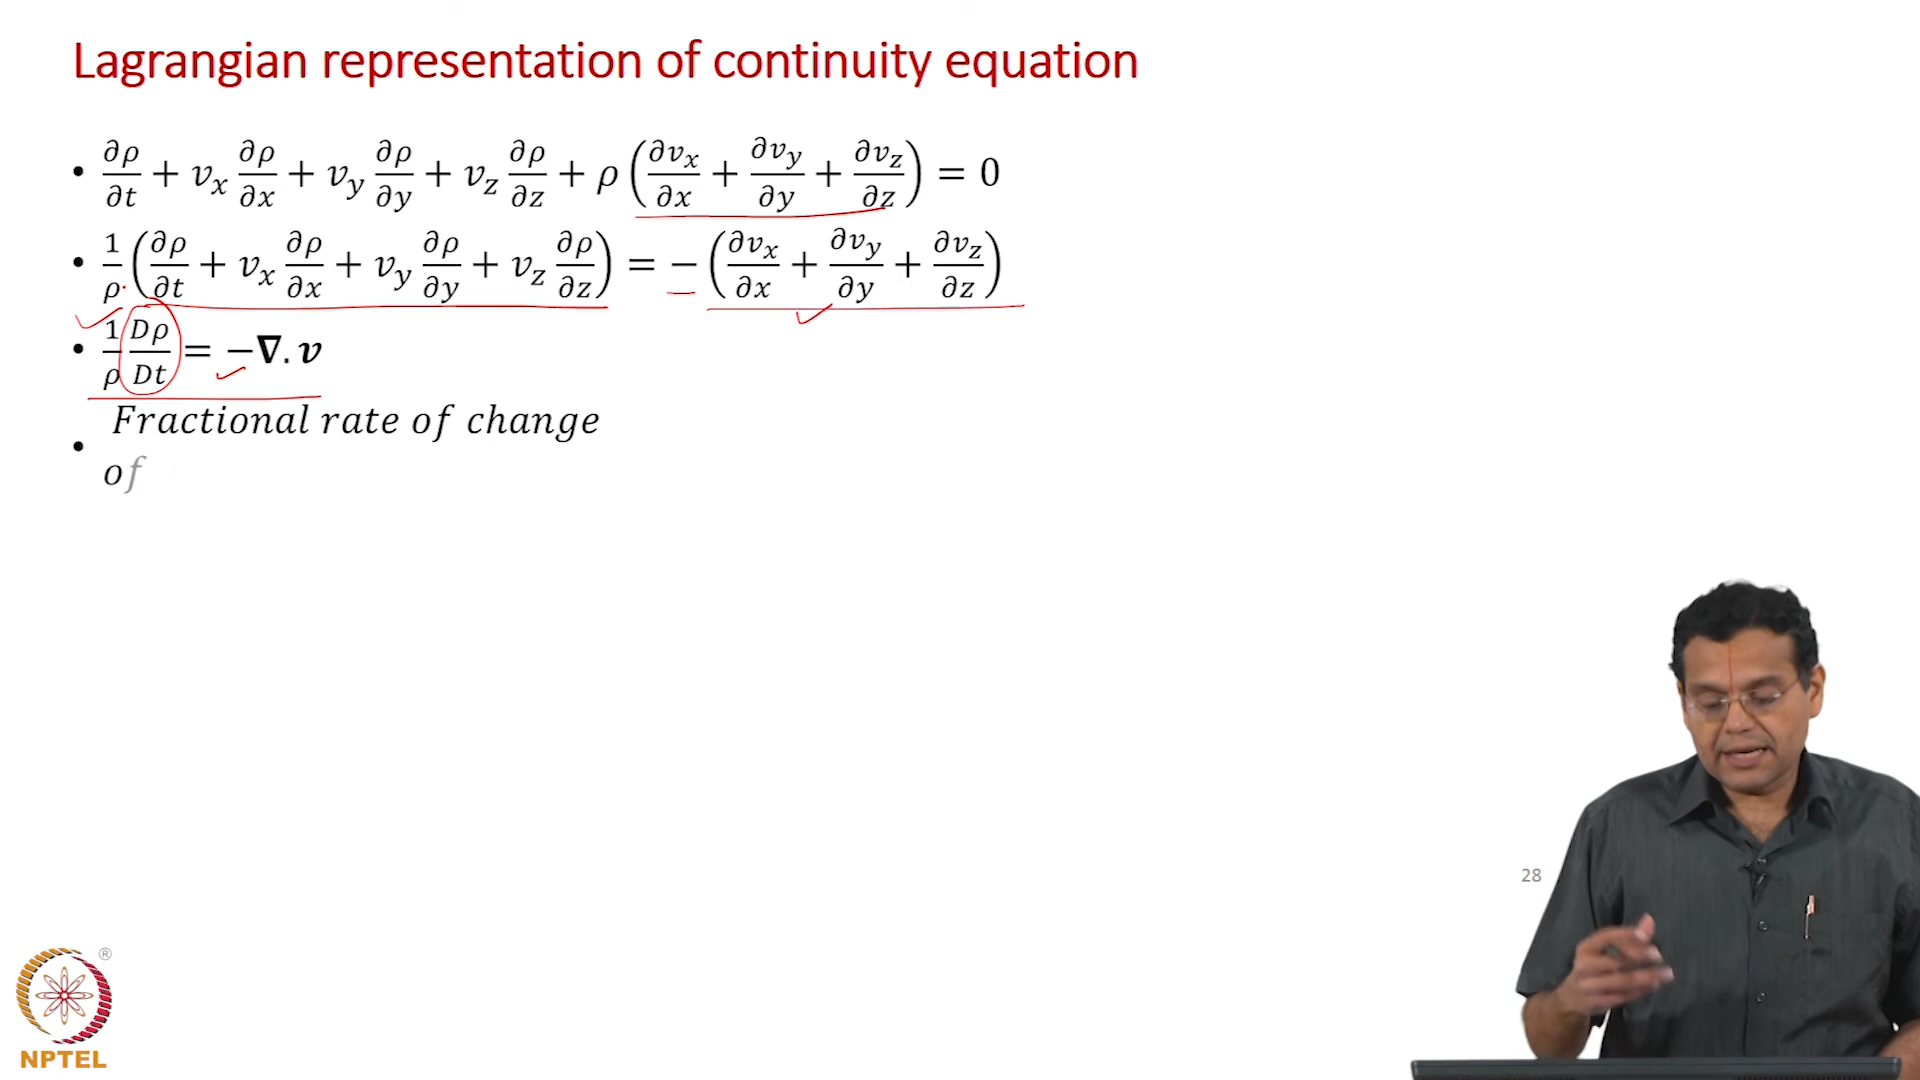 Lagrangian representation of continuity equation
• ∂ρ/∂t + v_x ∂ρ/∂x + v_y ∂ρ/∂y + v_z ∂ρ/∂z + ρ (∂v_x/∂x + ∂v_y/∂y + ∂v_z/∂z) = 0
• 1/ρ (∂ρ/∂t + v_x ∂ρ/∂x + v_y ∂ρ/∂y + v_z ∂ρ/∂z) = − (∂v_x/∂x + ∂v_y/∂y + ∂v_z/∂z)
• 1/ρ Dρ/Dt = −∇.v
• Fractional rate of change
of
28
®
NPTEL